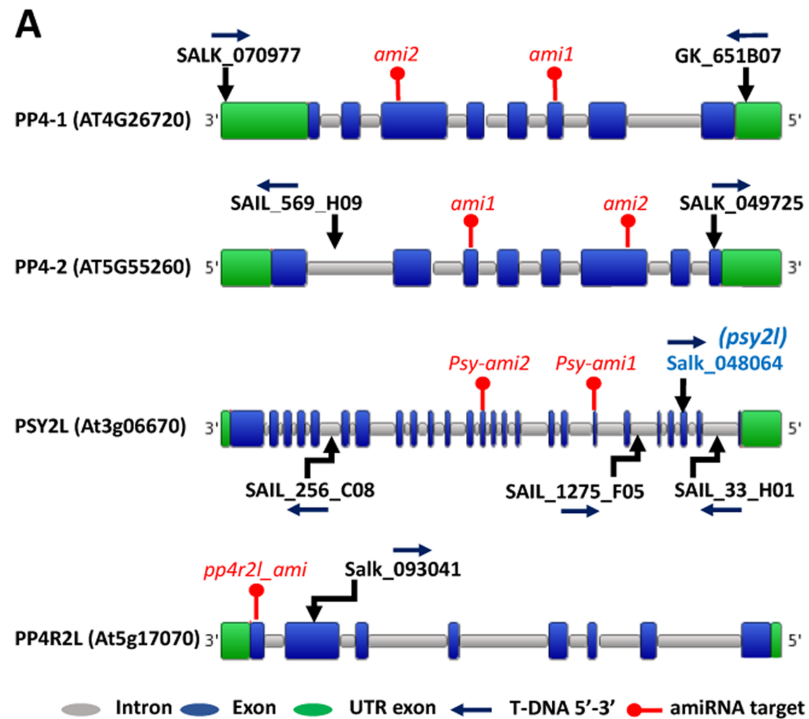 A
SALK_070977
ami2
ami1
GK_651B07
PP4-1 (AT4G26720)
3'
5'
SAIL_569_H09
ami1
ami2
SALK_049725
PP4-2 (AT5G55260)
5'
3'
(psy2l)
Psy-ami2
Psy-ami1
Salk_048064
PSY2L (At3g06670)
3'
5'
SAIL_256_C08
SAIL_1275_F05
SAIL_33_H01
pp4r2l_ami
Salk_093041
PP4R2L (At5g17070)
3'
5'
Intron
Exon
UTR exon
T-DNA 5’-3’
amiRNA target